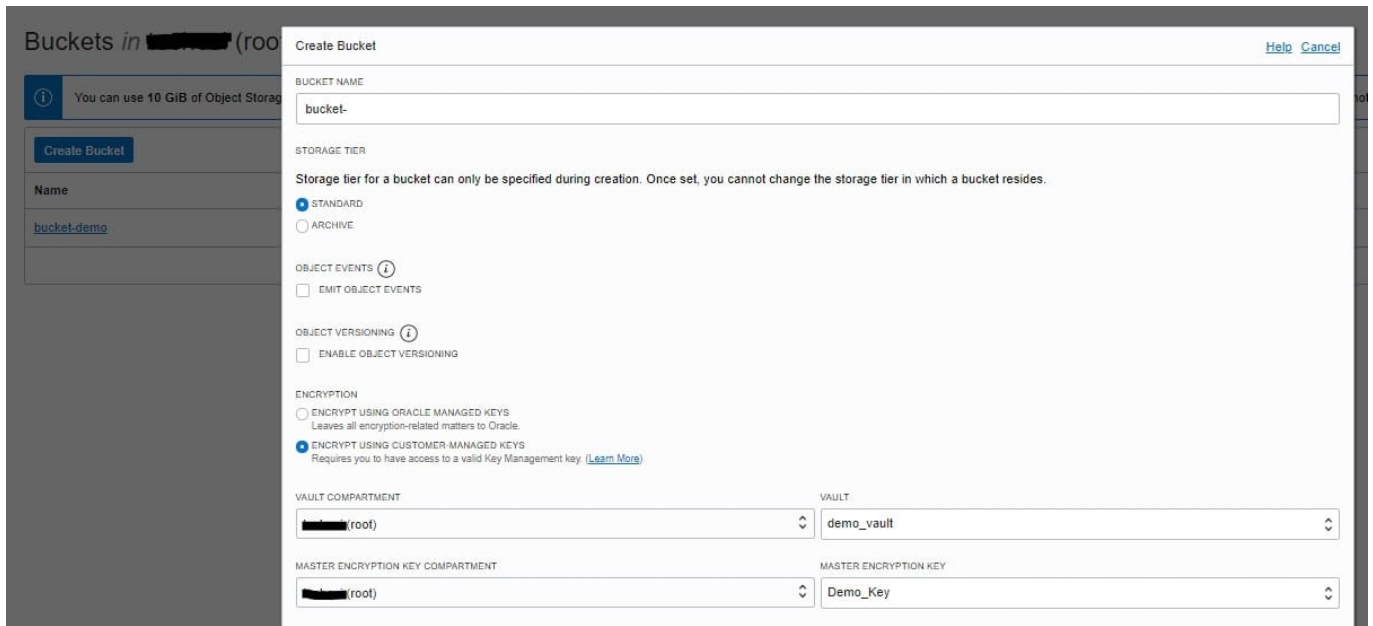 Buckets in (roo
You can use 10 GiB of Object Storag
Create Bucket
Name
bucket-demo
Create Bucket
Help Cancel
BUCKET NAME
bucket-
STORAGE TIER
Storage tier for a bucket can only be specified during creation. Once set, you cannot change the storage tier in which a bucket resides.
STANDARD
ARCHIVE
OBJECT EVENTS
EMIT OBJECT EVENTS
OBJECT VERSIONING
ENABLE OBJECT VERSIONING
ENCRYPTION
ENCRYPT USING ORACLE MANAGED KEYS
Leaves all encryption-related matters to Oracle.
ENCRYPT USING CUSTOMER-MANAGED KEYS
Requires you to have access to a valid Key Management key. (Learn More)
VAULT COMPARTMENT
VAULT
(root)
demo_vault
MASTER ENCRYPTION KEY COMPARTMENT
MASTER ENCRYPTION KEY
(root)
Demo_Key